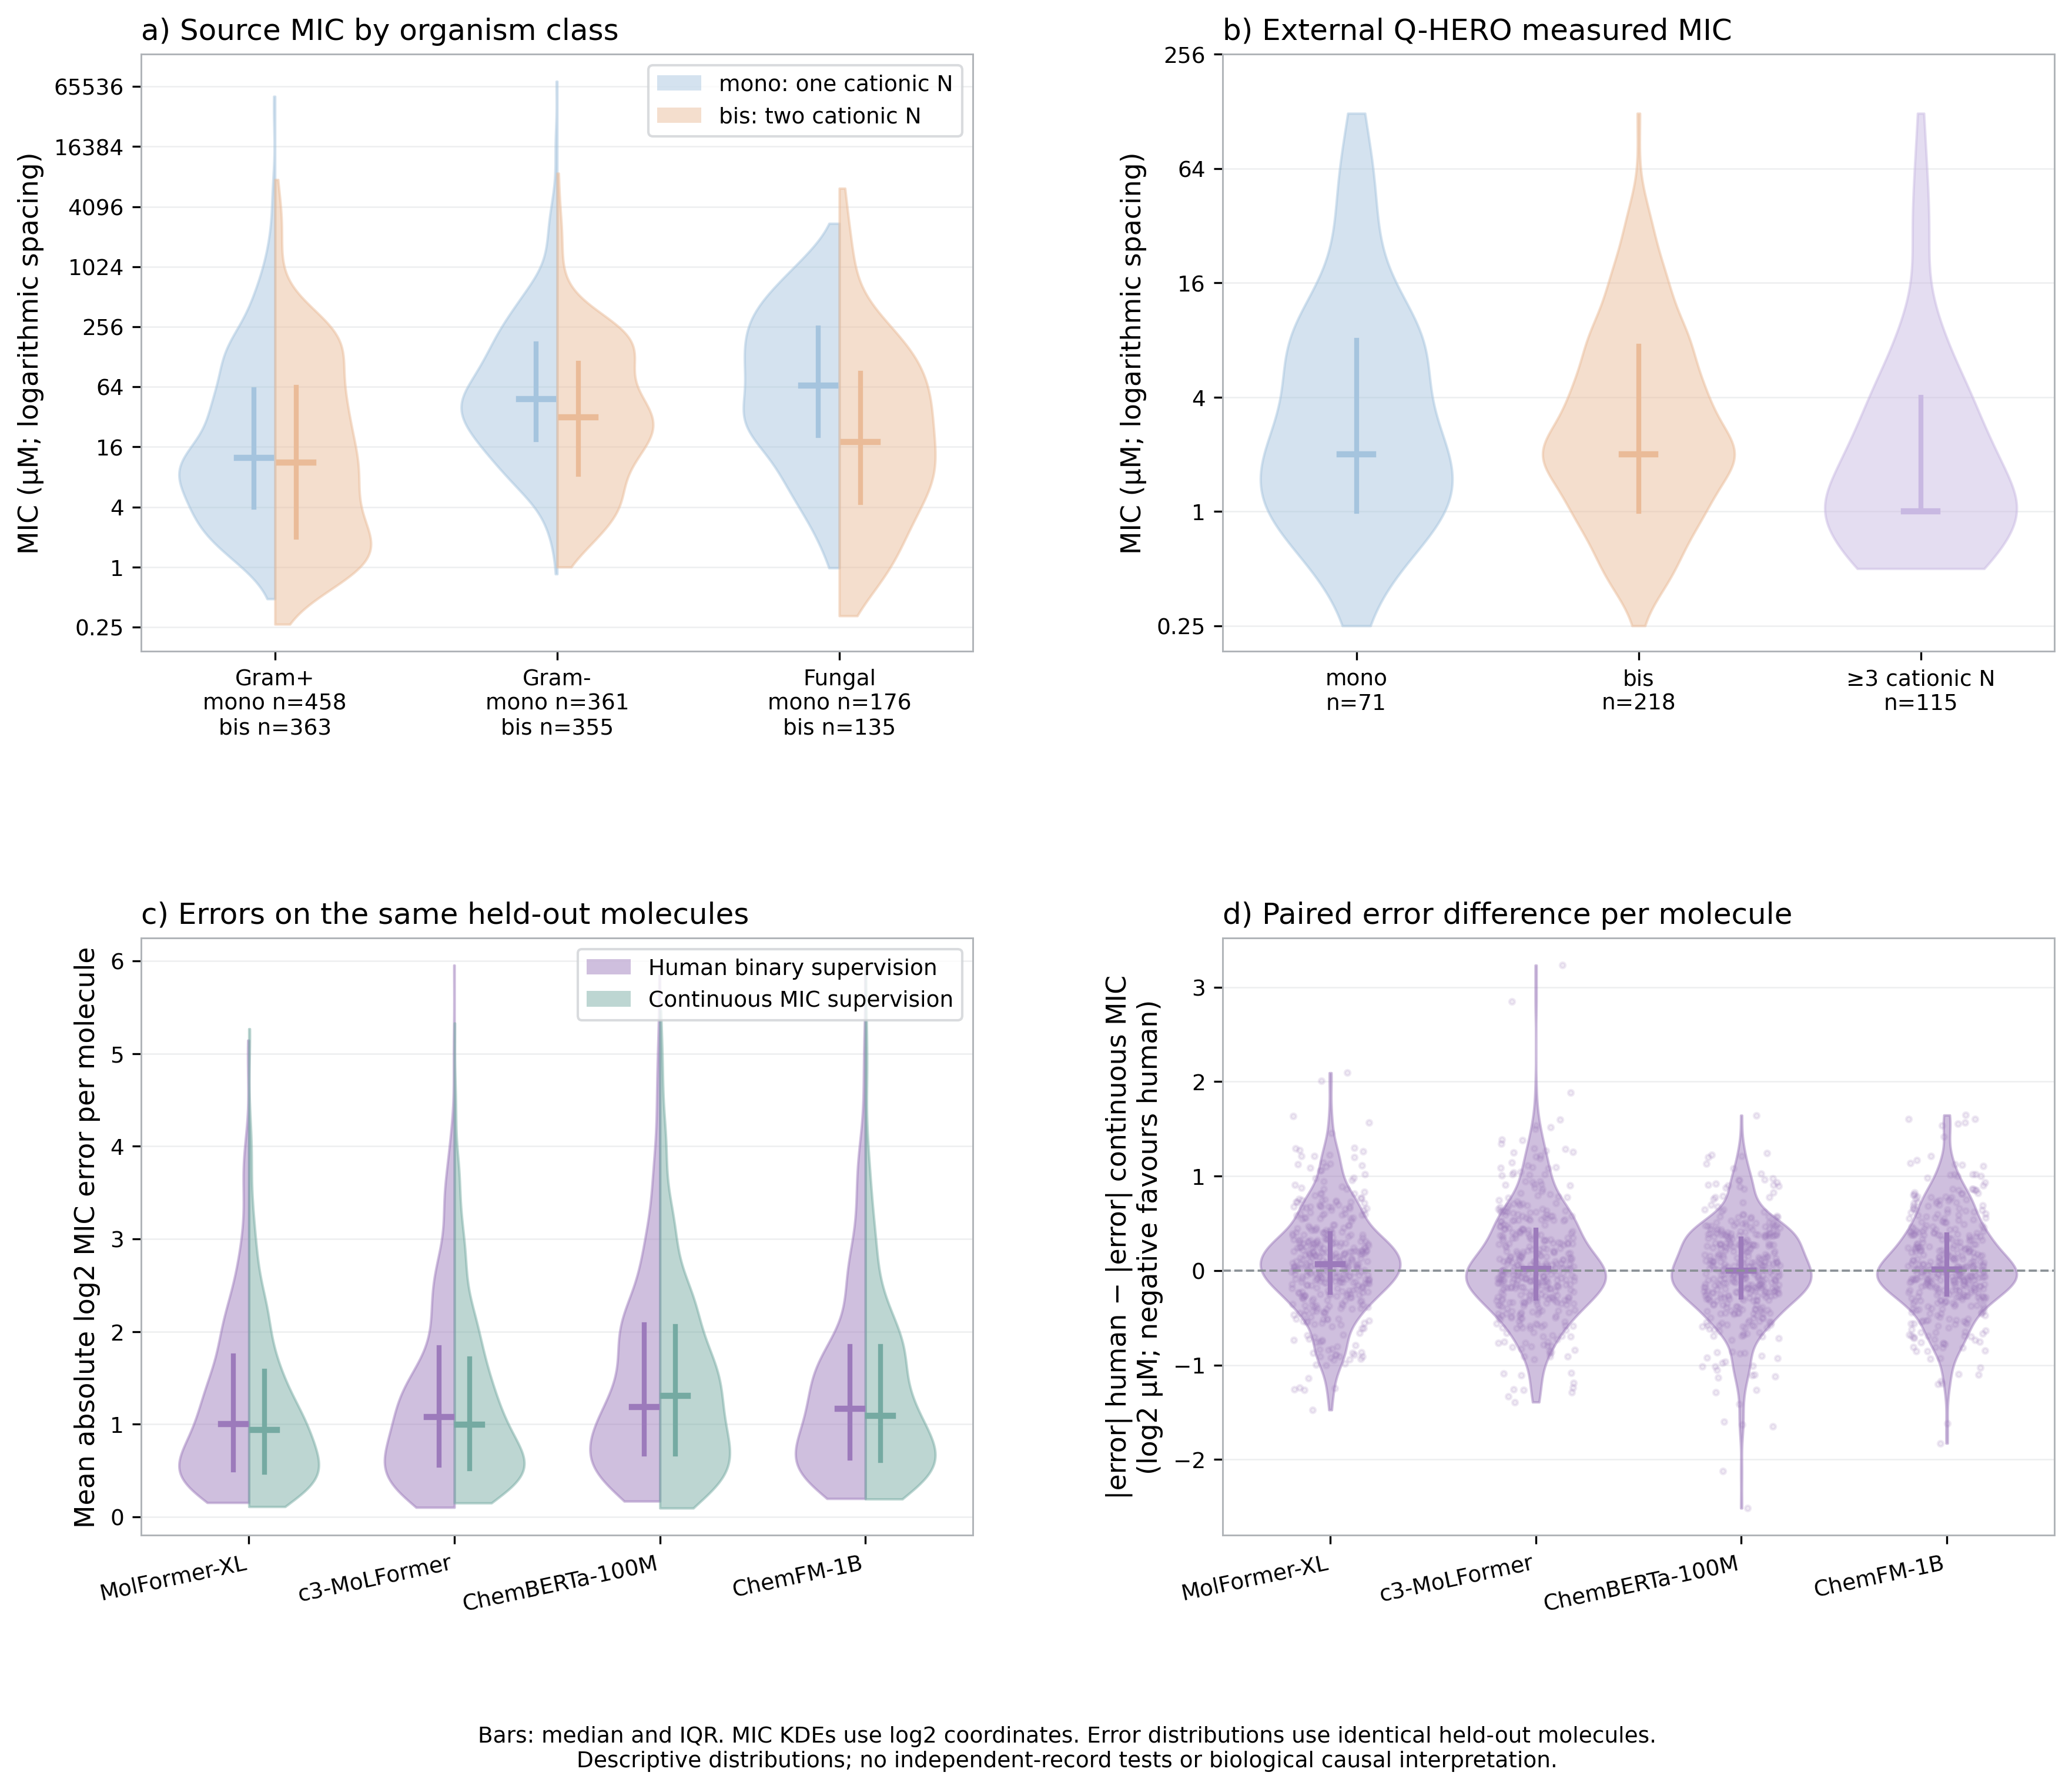 a) Source MIC by organism class
MIC (µM; logarithmic spacing)
65536
16384
4096
1024
256
64
16
4
1
0.25
mono: one cationic N
bis: two cationic N
Gram+
mono n=458
bis n=363
Gram-
mono n=361
bis n=355
Fungal
mono n=176
bis n=135
b) External Q-HERO measured MIC
MIC (µM; logarithmic spacing)
256
64
16
4
1
0.25
mono
n=71
bis
n=218
≥3 cationic N
n=115
c) Errors on the same held-out molecules
Mean absolute log2 MIC error per molecule
6
5
4
3
2
1
0
Human binary supervision
Continuous MIC supervision
MolFormer-XL
c3-MoLFormer
ChemBERTa-100M
ChemFM-1B
d) Paired error difference per molecule
|error| human − |error| continuous MIC
(log2 µM; negative favours human)
3
2
1
0
−1
−2
MolFormer-XL
c3-MoLFormer
ChemBERTa-100M
ChemFM-1B
Bars: median and IQR. MIC KDEs use log2 coordinates. Error distributions use identical held-out molecules.
Descriptive distributions; no independent-record tests or biological causal interpretation.